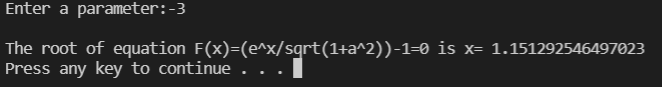 Enter a parameter:-3
The root of equation F(x)=(e^x/sqrt(1+a^2))-1=0 is x= 1.151292546497023
Press any key to continue . . .